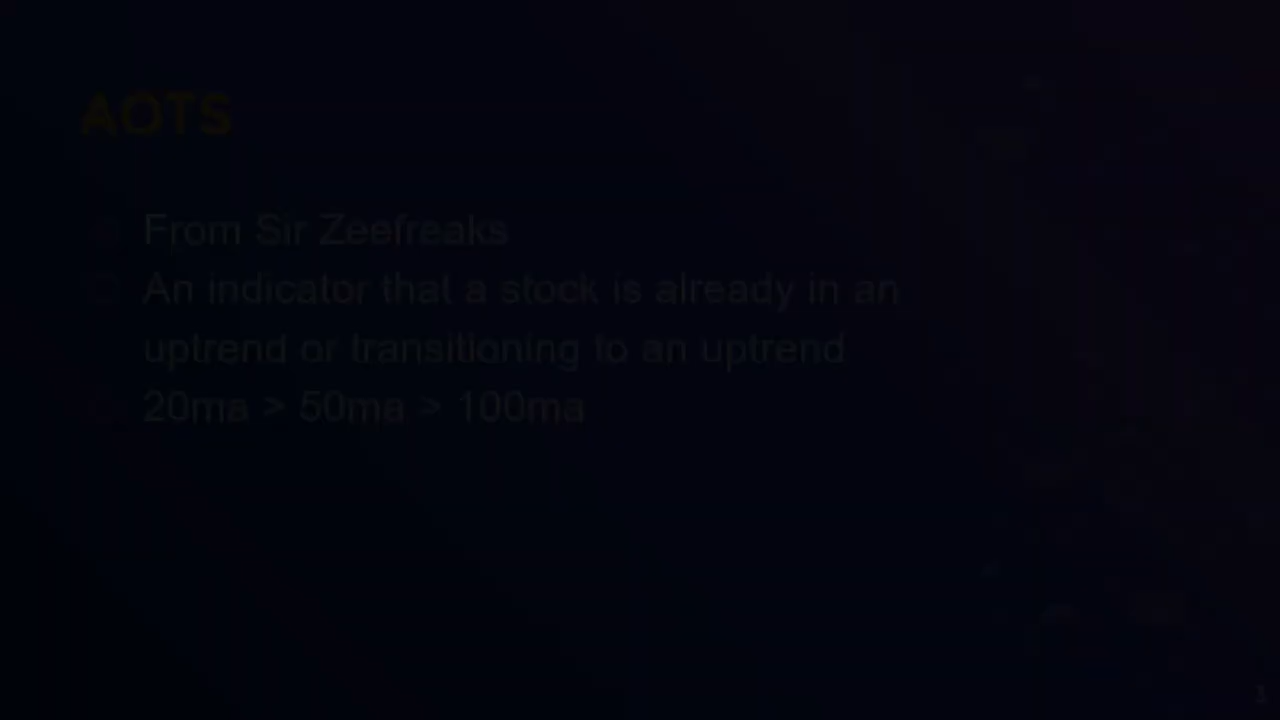 AOTS
From Sir Zeefreaks
An indicator that a stock is already in an
uptrend or transitioning to an uptrend
20ma > 50ma > 100ma